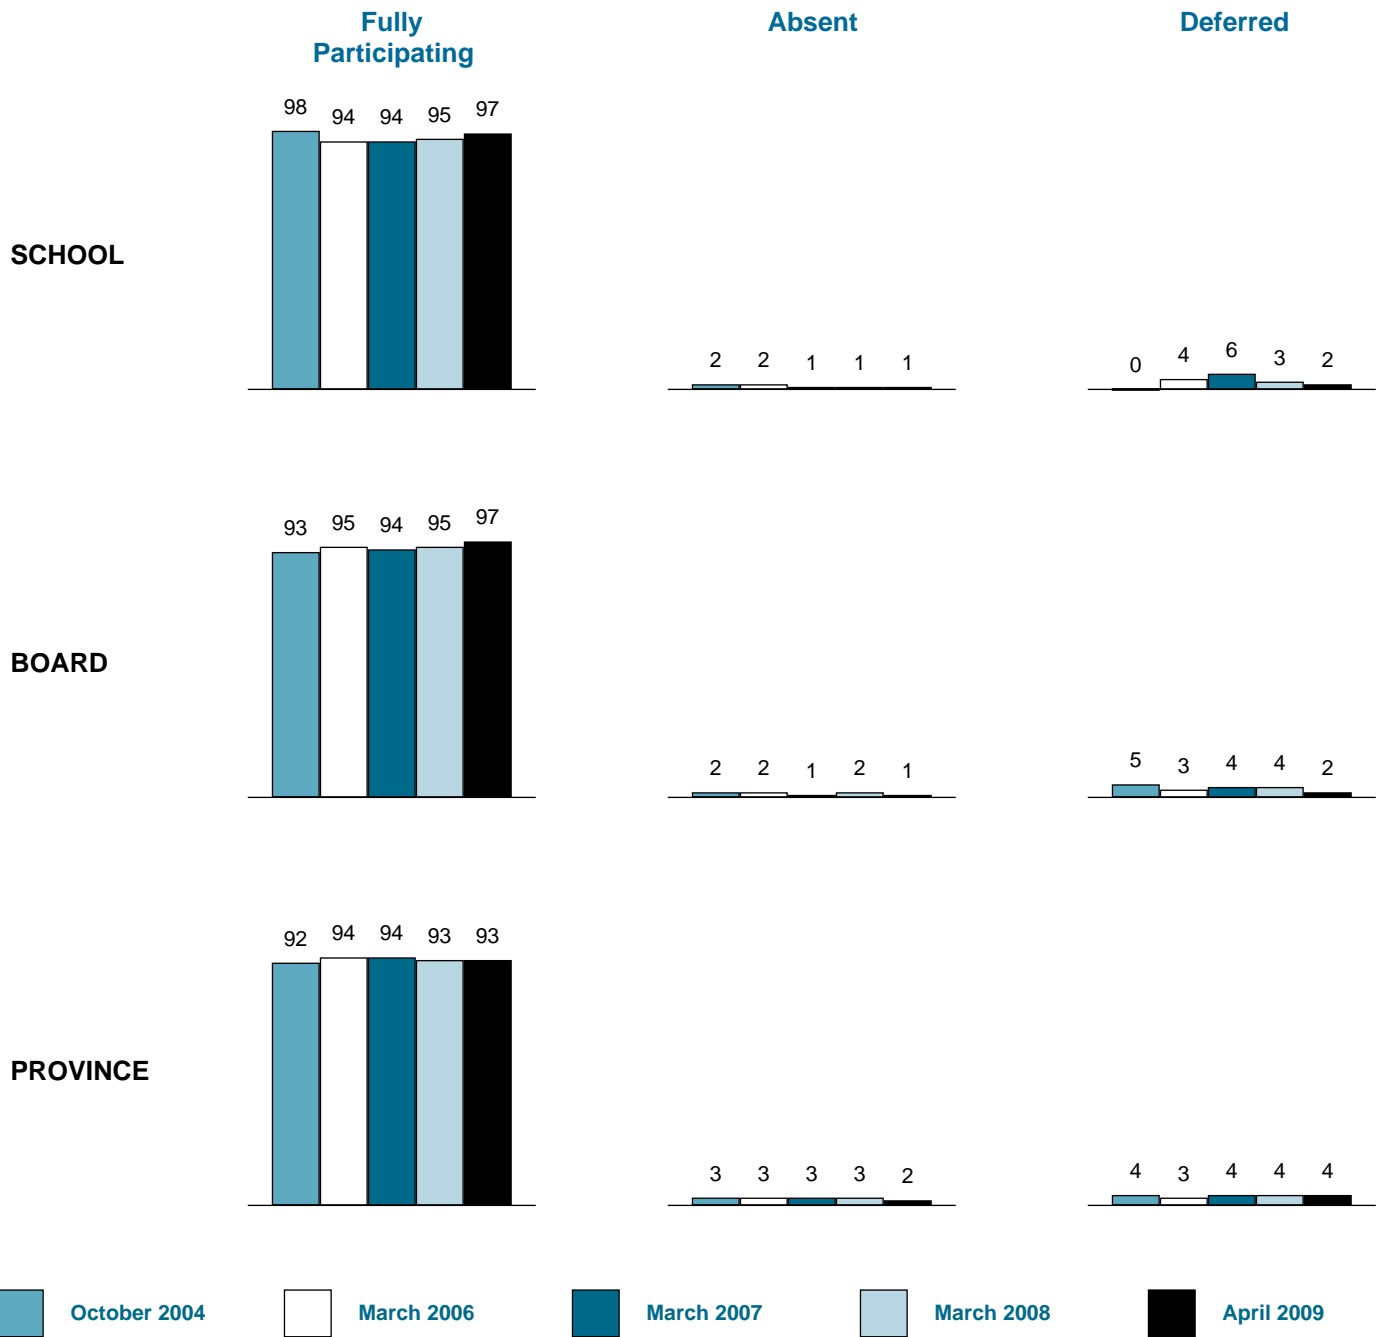 Fully Absent Deferred
Participating
98 94 94 95 97
SCHOOL
2 2 1 1 1
0 4 6 3 2
93 95 94 95 97
BOARD
2 2 1 2 1
5 3 4 4 2
92 94 94 93 93
PROVINCE
3 3 3 3 2
4 3 4 4 4
October 2004 March 2006 March 2007 March 2008 April 2009